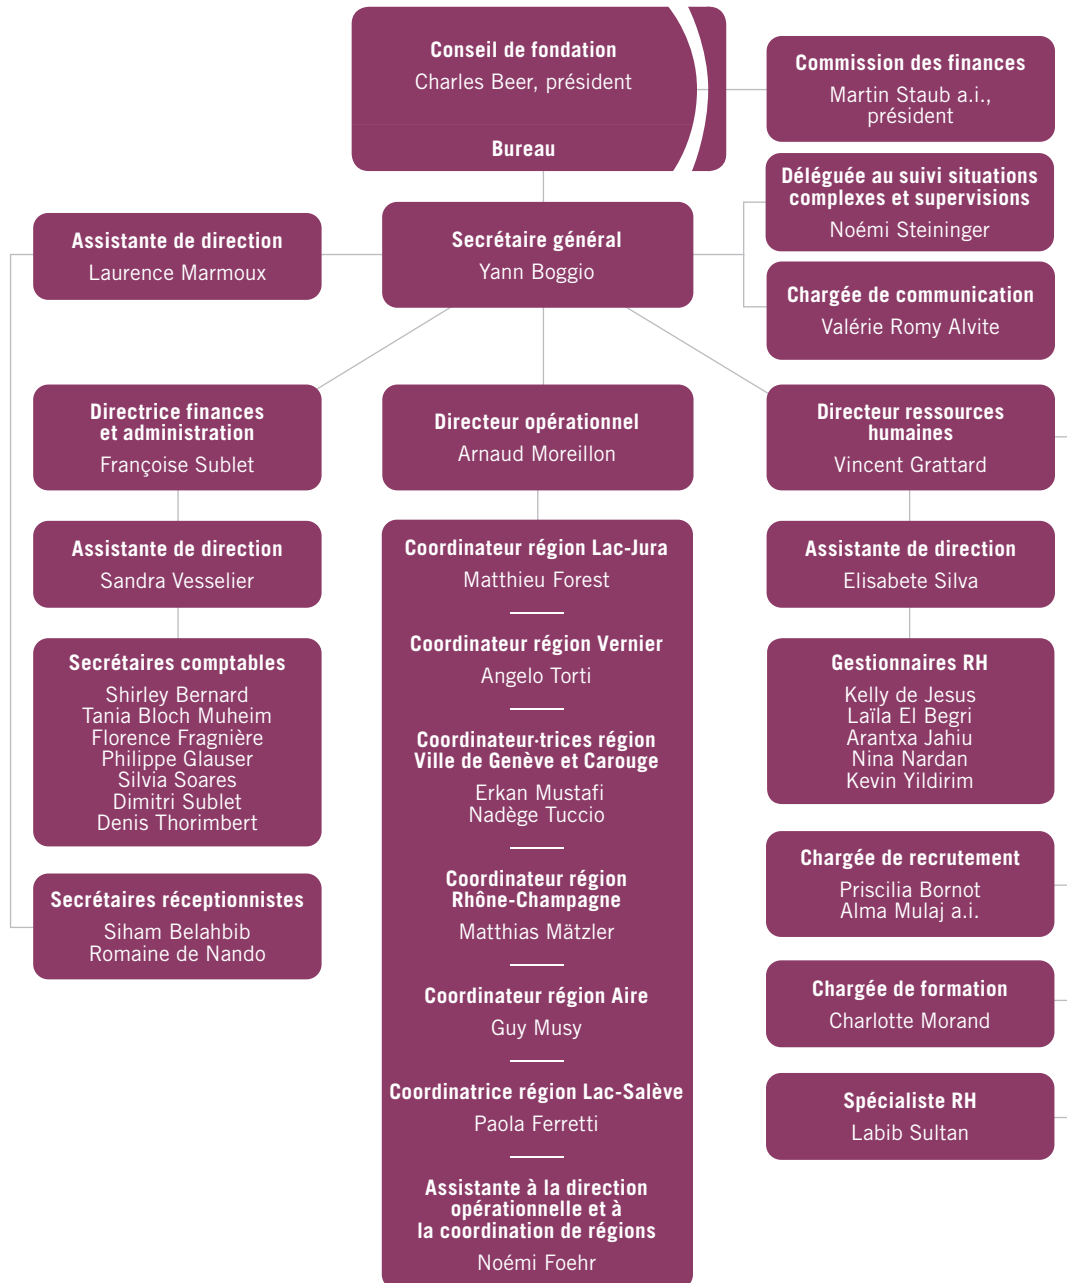 Conseil de fondation
Charles Beer, président
Bureau
Commission des finances
Martin Staub a.i.,
président
Déléguée au suivi situations
complexes et supervisions
Noémi Steininger
Assistante de direction
Laurence Marmoux
Secrétaire général
Yann Boggio
Chargée de communication
Valérie Romy Alvite
Directrice finances
et administration
Françoise Sublet
Directeur opérationnel
Arnaud Moreillon
Directeur ressources
humaines
Vincent Grattard
Assistante de direction
Sandra Vesselier
Secrétaires comptables
Shirley Bernard
Tania Bloch Muheim
Florence Fragnière
Philippe Glauser
Silvia Soares
Dimitri Sublet
Denis Thorimbert
Secrétaires réceptionnistes
Siham Belahbib
Romaine de Nando
Coordinateur région Lac-Jura
Matthieu Forest
Coordinateur région Vernier
Angelo Torti
Coordinateur·trices région
Ville de Genève et Carouge
Erkan Mustafi
Nadège Tuccio
Coordinateur région
Rhône-Champagne
Matthias Mätzler
Coordinateur région Aire
Guy Musy
Coordinatrice région Lac-Salève
Paola Ferretti
Assistante à la direction
opérationnelle et à
la coordination de régions
Noémi Foehr
Assistante de direction
Elisabete Silva
Gestionnaires RH
Kelly de Jesus
Laïla El Begri
Arantxa Jahiu
Nina Nardan
Kevin Yildirim
Chargée de recrutement
Priscilia Bornot
Alma Mulaj a.i.
Chargée de formation
Charlotte Morand
Spécialiste RH
Labib Sultan